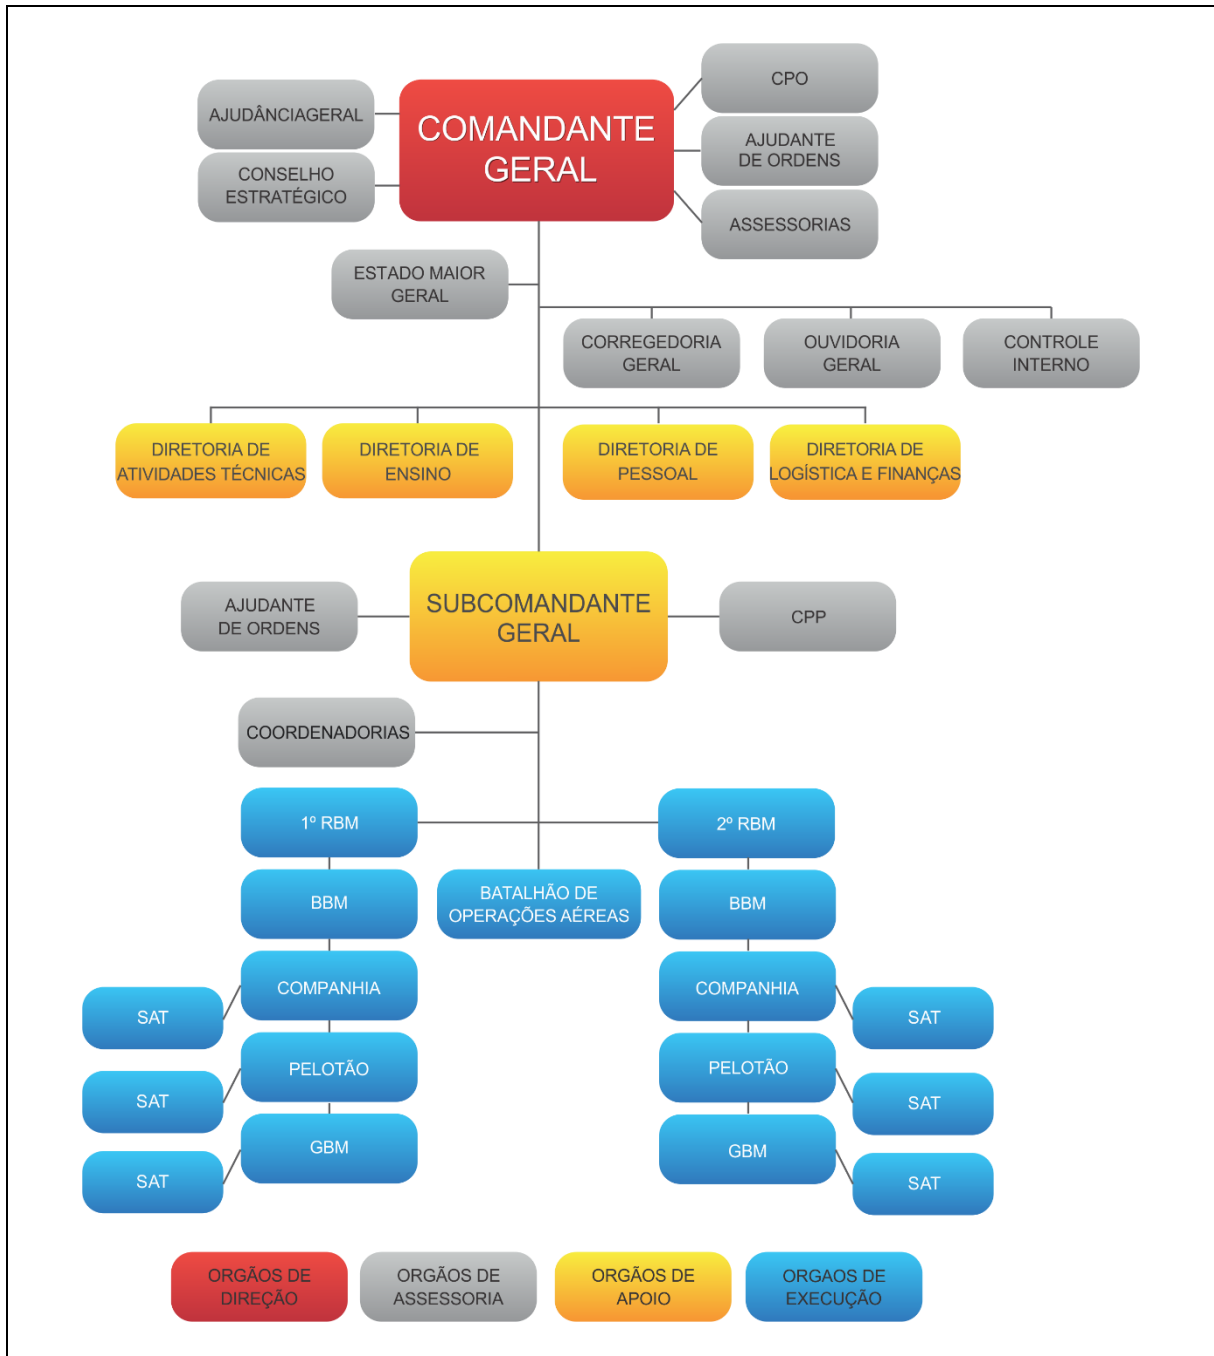 AJUDÂNCIAGERAL
CONSELHO
ESTRATÉGICO
COMANDANTE
GERAL
CPO
AJUDANTE
DE ORDENS
ASSESSORIAS
ESTADO MAIOR
GERAL
CORREGEDORIA
GERAL
OUVIDORIA
GERAL
CONTROLE
INTERNO
DIRETORIA DE
ATIVIDADES TÉCNICAS
DIRETORIA DE
ENSINO
DIRETORIA DE
PESSOAL
DIRETORIA DE
LOGÍSTICA E FINANÇAS
AJUDANTE
DE ORDENS
SUBCOMANDANTE
GERAL
CPP
COORDENADORIAS
1º RBM
2º RBM
BBM
BATALHÃO DE
OPERAÇÕES AÉREAS
BBM
COMPANHIA
COMPANHIA
SAT
SAT
PELOTÃO
PELOTÃO
SAT
SAT
GBM
GBM
SAT
SAT
ORGÃOS DE
DIREÇÃO
ORGÃOS DE
ASSESSORIA
ORGÃOS DE
APOIO
ORGAOS DE
EXECUÇÃO